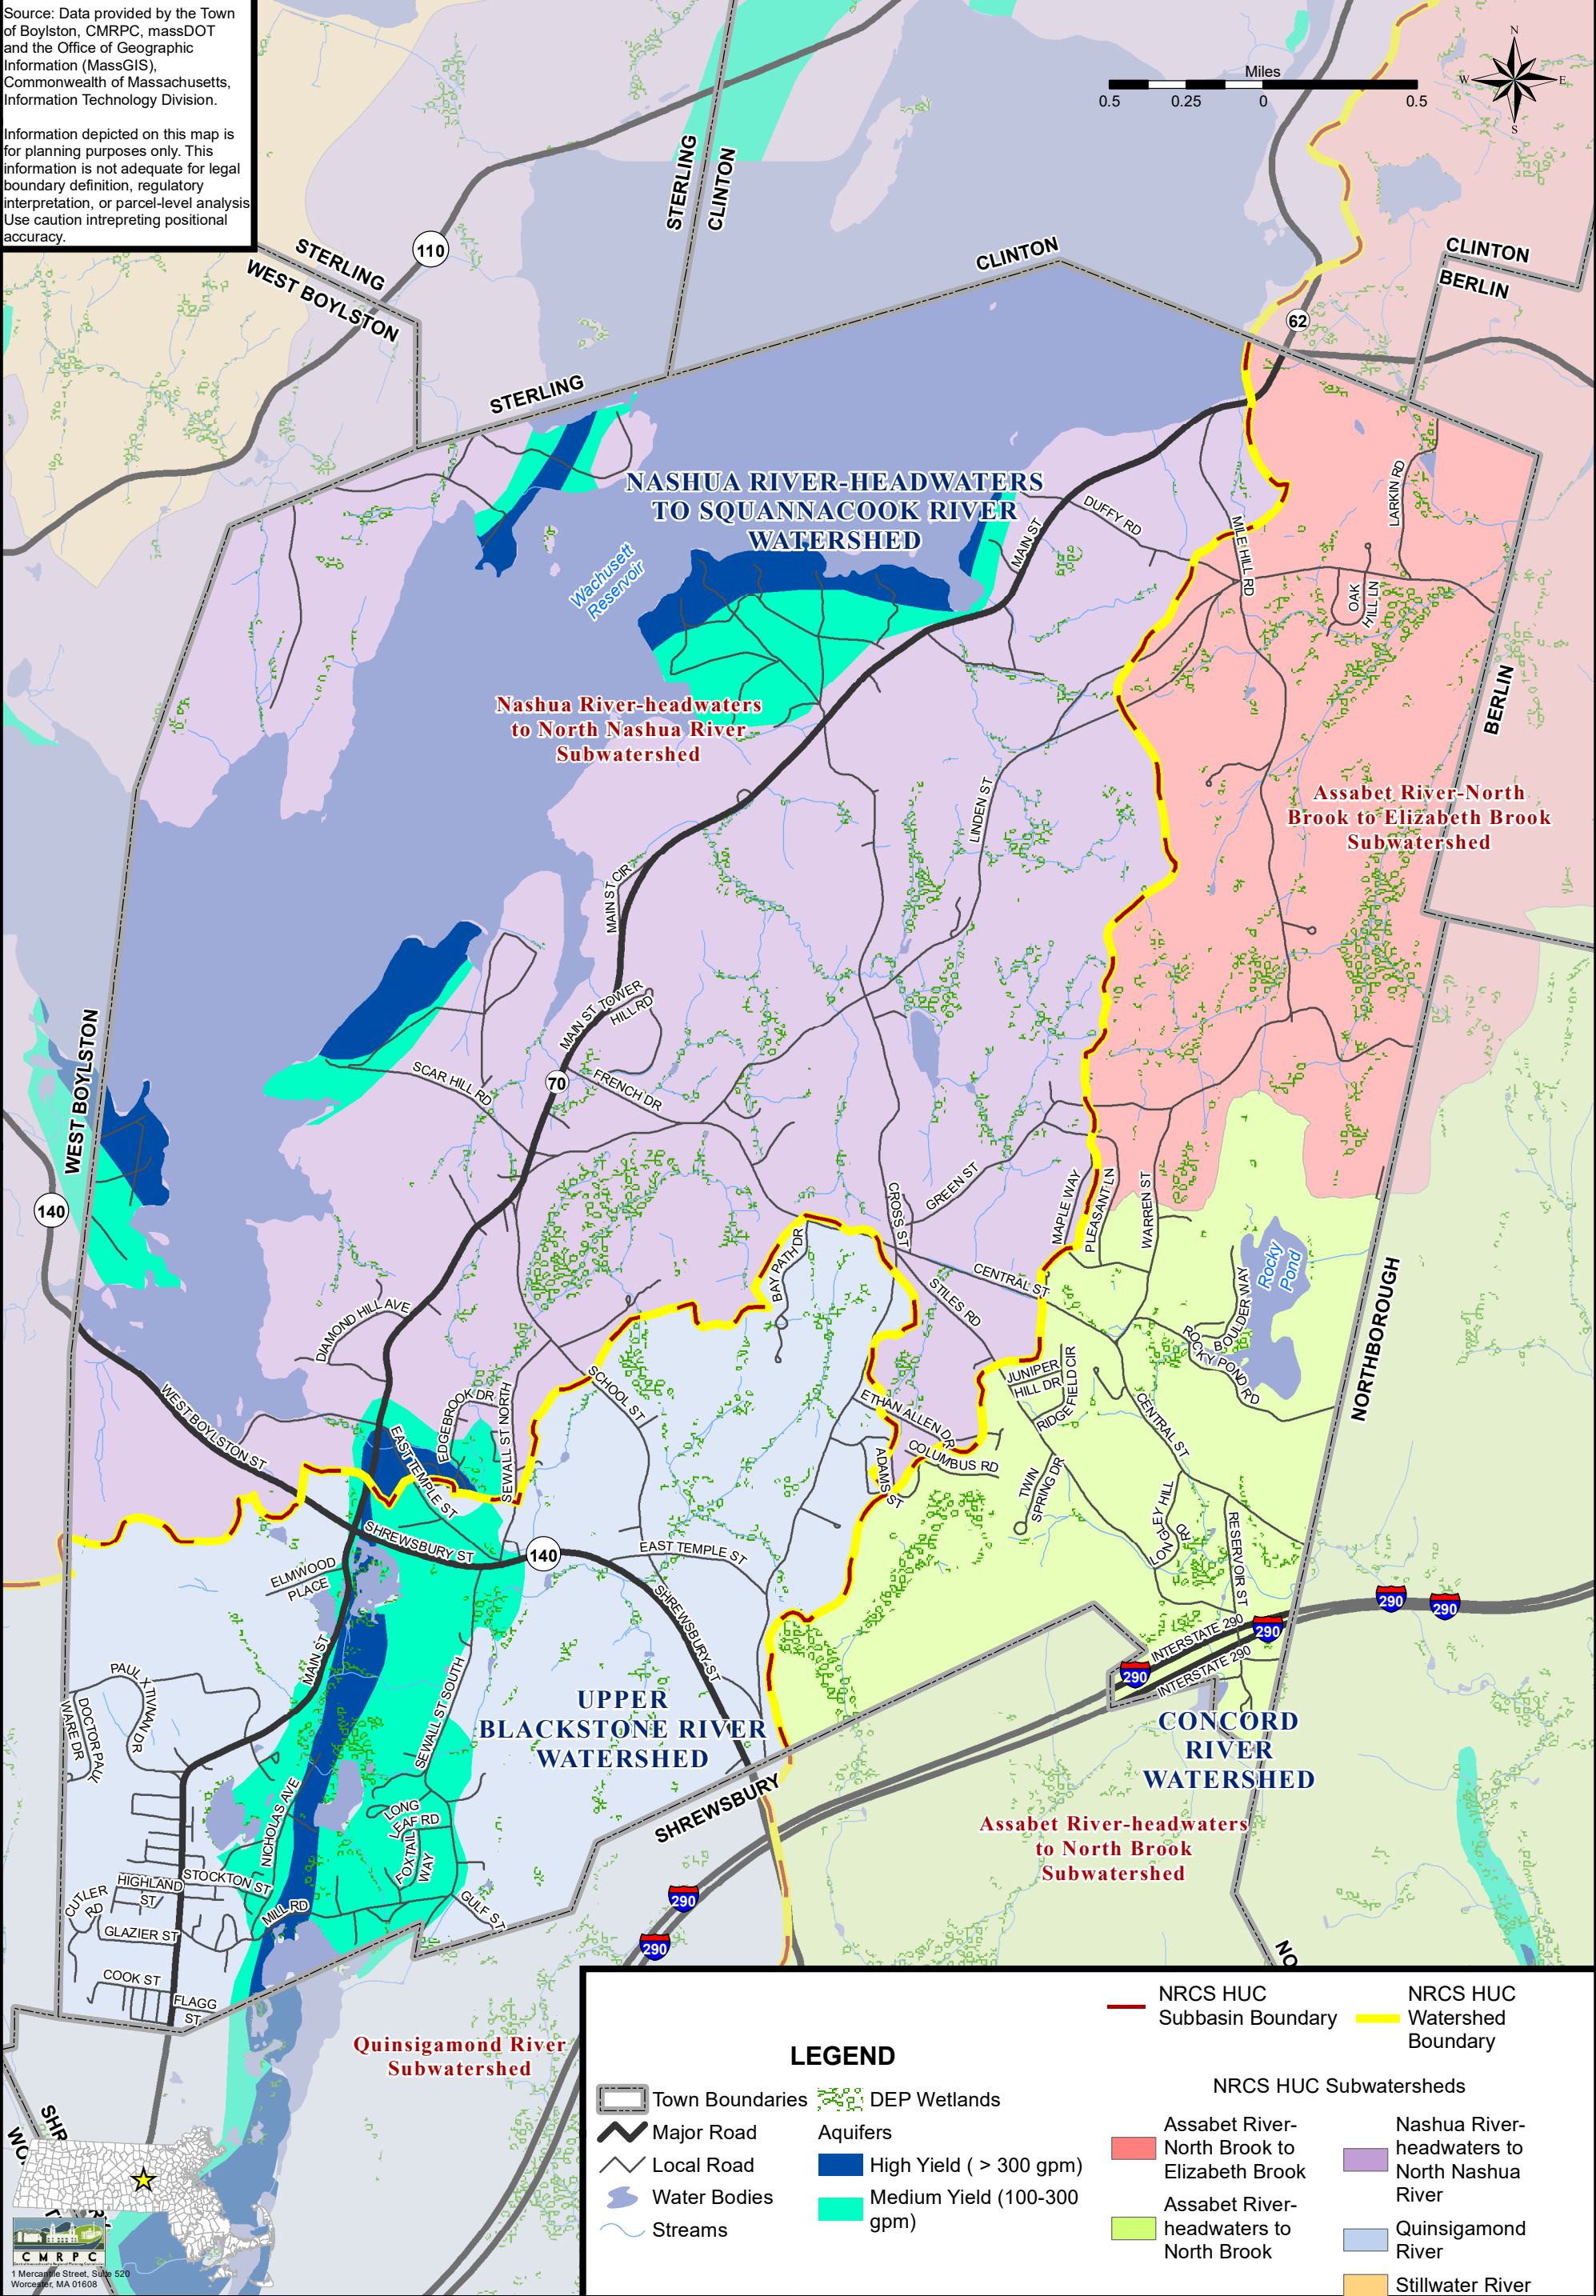 Source: Data provided by the Town
of Boylston, CMRPC, massDOT
and the Office of Geographic
Information (MassGIS),
Commonwealth of Massachusetts,
Information Technology Division.
Information depicted on this map is
for planning purposes only. This
information is not adequate for legal
boundary definition, regulatory
interpretation, or parcel-level analysis
Use caution intrepreting positional
accuracy.
Miles
0.5 0.25 0 0.5
N
W E
S
STERLING
CLINTON
110
STERLING
WEST BOYLSTON
CLINTON
CLINTON
BERLIN
62
STERLING
NASHUA RIVER-HEADWATERS
TO SQUANNACOOK RIVER
WATERSHED
LARKIN RD
DUFFY RD
MAIN ST
MILE HILL RD
OAK
HILL LN
Wachusett
Reservoir
BERLIN
Nashua River-headwaters
to North Nashua River
Subwatershed
LINDEN ST
Assabet River-North
Brook to Elizabeth Brook
Subwatershed
MAIN ST CIR
MAIN ST
TOWER
HILL RD
WEST BOYLSTON
SCAR HILL RD
70
FRENCH DR
140
CROSS ST
GREEN ST
MAPLE WAY
PLEASANT LN
WARREN ST
BAY PATH DR
Rocky
Pond
CENTRAL ST
STILES RD
BOULDER WAY
ROCKY POND RD
NORTHBOROUGH
DIAMOND HILL AVE
WEST BOYLSTON ST
EDGEBROOK DR
SEWALL ST NORTH
SCHOOL ST
JUNIPER
HILL DR
RIDGEFIELD CIR
ETHAN ALLEN DR
COLUMBUS RD
ADAMS ST
CENTRAL ST
EAST TEMPLE ST
TWIN
SPRING DR
LONGLEY HILL
RD
RESERVOIR ST
SHREWSBURY ST
140
EAST TEMPLE ST
ELMWOOD
PLACE
SHREWSBURY ST
290
290
290
INTERSTATE 290
290
INTERSTATE 290
MAIN ST
PAUL X TIVNAN DR
DOCTOR PAUL
WARE DR
SEWALL ST SOUTH
UPPER
BLACKSTONE RIVER
WATERSHED
CONCORD
RIVER
WATERSHED
SHREWSBURY
NICHOLAS AVE
LONG
LEAF RD
FOXTAIL
WAY
Assabet River-headwaters
to North Brook
Subwatershed
STOCKTON ST
HIGHLAND
ST
CUTLER
RD
MILL RD
GULF ST
GLAZIER ST
290
290
NO
COOK ST
FLAGG
ST
Quinsigamond River
Subwatershed
SHR
WO
LEGEND
Town Boundaries
Major Road
Local Road
Water Bodies
Streams
DEP Wetlands
Aquifers
High Yield ( > 300 gpm)
Medium Yield (100-300
gpm)
NRCS HUC
Subbasin Boundary
NRCS HUC
Watershed
Boundary
NRCS HUC Subwatersheds
Assabet River-
North Brook to
Elizabeth Brook
Assabet River-
headwaters to
North Brook
Nashua River-
headwaters to
North Nashua
River
Quinsigamond
River
Stillwater River
CMRPC
1 Mercantile Street, Suite 520
Worcester, MA 01608